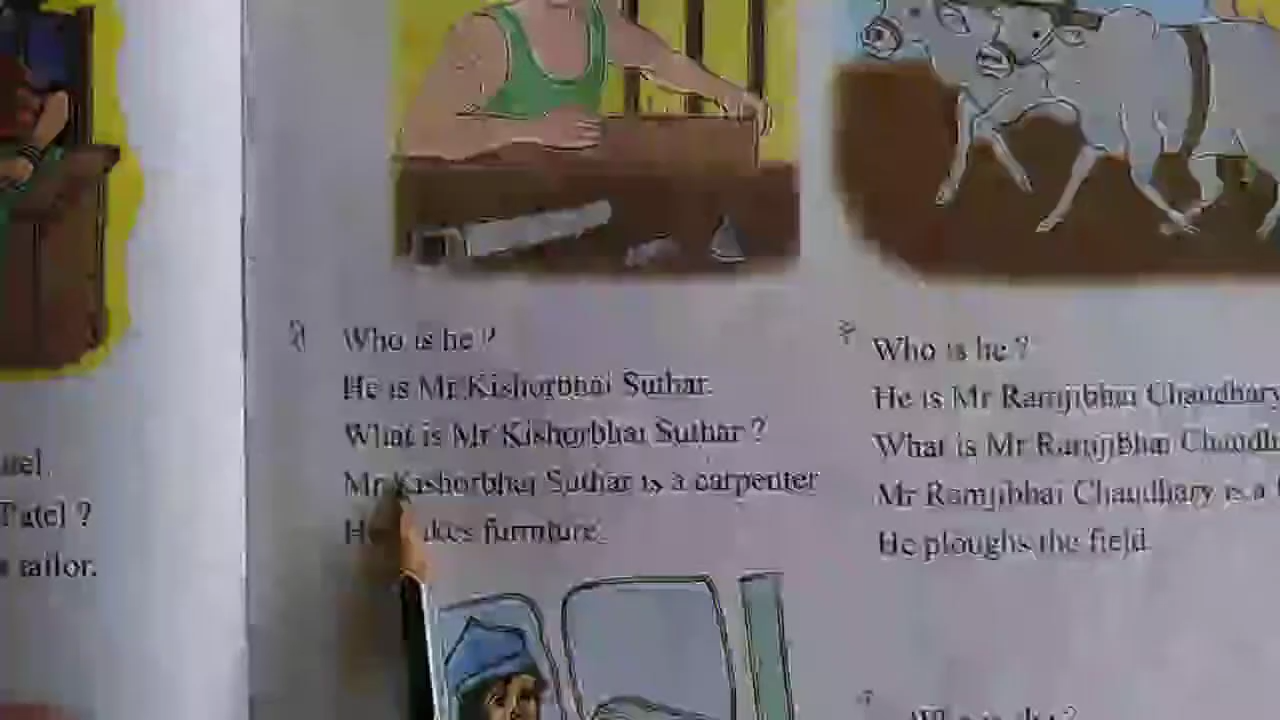 Patel ?
tailor.
Who is he ?
He is Mr Kishorbhai Suthar.
What is Mr Kishorbhai Suthar ?
Mr Kishorbhai Suthar is a carpenter
furniture.
Who is he ?
He is Mr Ramjibhai Chaudhary
What is Mr Ramjibhai
Mr Ramjibhai Chaudhary is a
He ploughs the field.